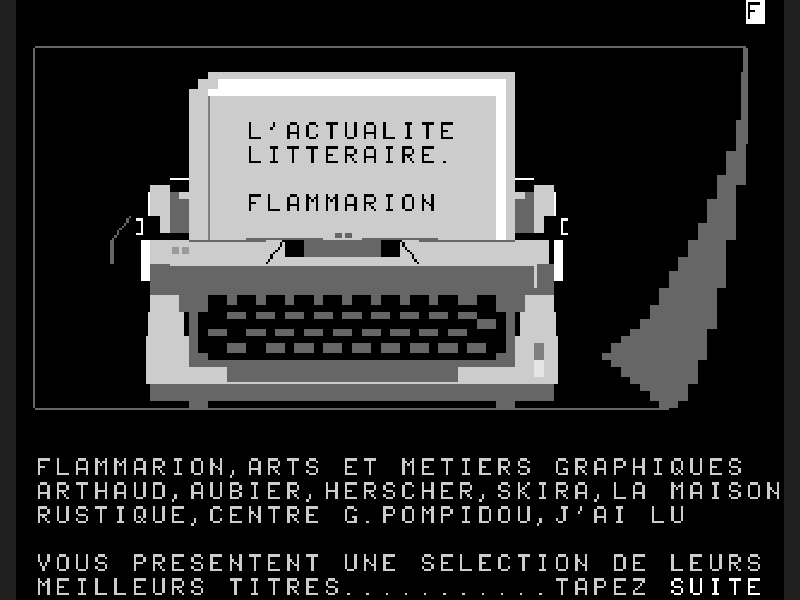 F
L'ACTUALITE
LITTERAIRE.
FLAMMARION
FLAMMARION,ARTS ET METIERS GRAPHIQUES
ARTHAUD,AUBIER,HERSCHER,SKIRA,LA MAISON
RUSTIQUE,CENTRE G.POMPIDOU,J'AI LU
VOUS PRESENTENT UNE SELECTION DE LEURS
MEILLEURS TITRES...........TAPEZ SUITE